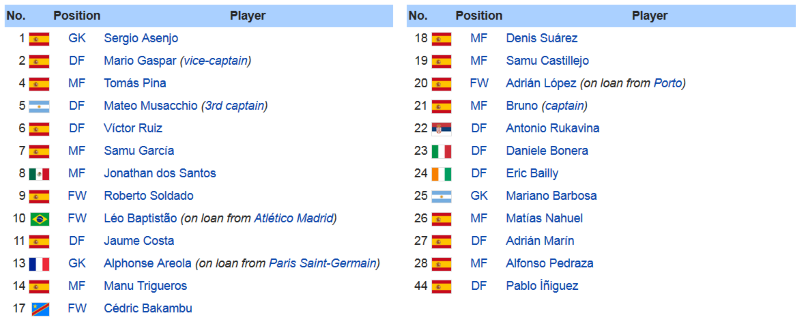 No. Position Player
1 GK Sergio Asenjo
2 DF Mario Gaspar (vice-captain)
4 MF Tomás Pina
5 DF Mateo Musacchio (3rd captain)
6 DF Víctor Ruiz
7 MF Samu García
8 MF Jonathan dos Santos
9 FW Roberto Soldado
10 FW Léo Baptistão (on loan from Atlético Madrid)
11 DF Jaume Costa
13 GK Alphonse Areola (on loan from Paris Saint-Germain)
14 MF Manu Trigueros
17 FW Cédric Bakambu
No. Position Player
18 MF Denis Suárez
19 MF Samu Castillejo
20 FW Adrián López (on loan from Porto)
21 MF Bruno (captain)
22 DF Antonio Rukavina
23 DF Daniele Bonera
24 DF Eric Bailly
25 GK Mariano Barbosa
26 MF Matías Nahuel
27 DF Adrián Marín
28 MF Alfonso Pedraza
44 DF Pablo Íñiguez